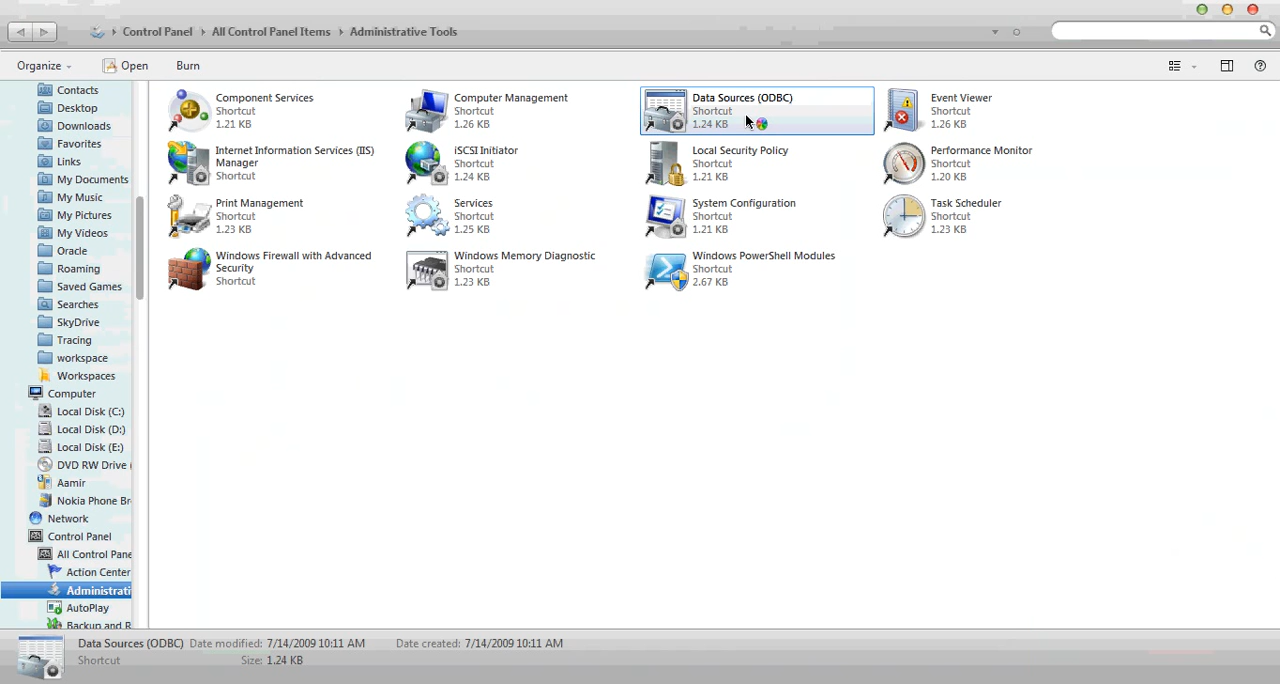 Control Panel
All Control Panel Items
Administrative Tools
Organize
Open
Burn
Contacts
Desktop
Downloads
Favorites
Links
My Documents
My Music
My Pictures
My Videos
Oracle
Roaming
Saved Games
Searches
SkyDrive
Tracing
workspace
Workspaces
Computer
Local Disk (C:)
Local Disk (D:)
Local Disk (E:)
DVD RW Drive (
Aamir
Nokia Phone Br
Network
Control Panel
All Control Pane
Action Center
Administrati
AutoPlay
Backup and R
Component Services
Shortcut
1.21 KB
Computer Management
Shortcut
1.26 KB
Data Sources (ODBC)
Shortcut
1.24 KB
Event Viewer
Shortcut
1.26 KB
Internet Information Services (IIS)
Manager
Shortcut
iSCSI Initiator
Shortcut
1.24 KB
Local Security Policy
Shortcut
1.21 KB
Performance Monitor
Shortcut
1.20 KB
Print Management
Shortcut
1.23 KB
Services
Shortcut
1.25 KB
System Configuration
Shortcut
1.21 KB
Task Scheduler
Shortcut
1.23 KB
Windows Firewall with Advanced
Security
Shortcut
Windows Memory Diagnostic
Shortcut
1.23 KB
Windows PowerShell Modules
Shortcut
2.67 KB
Data Sources (ODBC) Date modified: 7/14/2009 10:11 AM Date created: 7/14/2009 10:11 AM
Shortcut Size: 1.24 KB